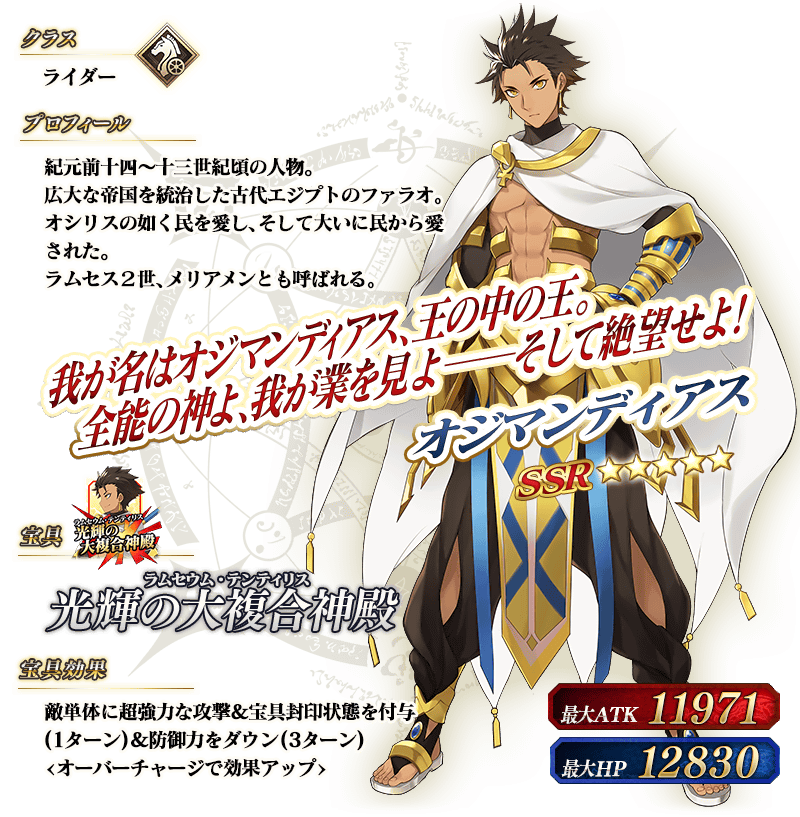 クラス
ライダー
プロフィール
紀元前十四～十三世紀頃の人物。
広大な帝国を統治した古代エジプトのファラオ。
オシリスの如く民を愛し、そして大いに民から愛
された。
ラムセス2世、メリアメンとも呼ばれる。
我が名はオジマンディアス、王の中の王。
全能の神よ、我が業を見よ――そして絶望せよ！
オジマンディアス
SSR ★★★★★
宝具
ラムセウム・テンティリス
光輝の
大複合神殿
ラムセウム・テンティリス
光輝の大複合神殿
宝具効果
敵単体に超強力な攻撃&宝具封印状態を付与
(1ターン)&防御力をダウン(3ターン)
<オーバーチャージで効果アップ>
最大ATK 11971
最大HP 12830